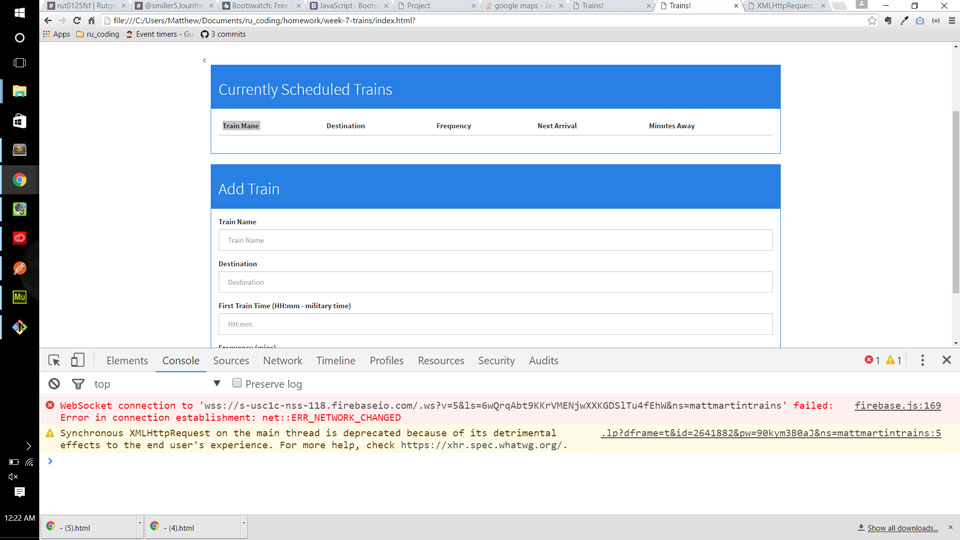 rut0125fsf | Rutg
@smiller5,louritte
Bootswatch: Free
JavaScript · Boots
Project
google maps - Jav
Trains!
Trains!
XMLHttpRequest
file:///C:/Users/Matthew/Documents/ru_coding/homework/week-7-trains/index.html?
Apps
ru_coding
Event timers - Gu
3 commits
c
Currently Scheduled Trains
Train Mane Destination Frequency Next Arrival Minutes Away
Add Train
Train Name
Train Name
Destination
Destination
First Train Time (HH:mm - military time)
HH:mm
Frequency (mins)
Elements Console Sources Network Timeline Profiles Resources Security Audits 1 1
top Preserve log
WebSocket connection to 'wss://s-usc1c-nss-118.firebaseio.com/.ws?v=5&ls=6wQrqAbt9KKrVMENjwXXKGDSlTu4fEhW&ns=mattmartintrains' failed: firebase.js:169
Error in connection establishment: net::ERR_NETWORK_CHANGED
Synchronous XMLHttpRequest on the main thread is deprecated because of its detrimental .lp?dframe=t&id=2641882&pw=90kym3B0aJ&ns=mattmartintrains:5
effects to the end user's experience. For more help, check https://xhr.spec.whatwg.org/.
Mu
12:22 AM
- (5).html
- (4).html
Show all downloads...